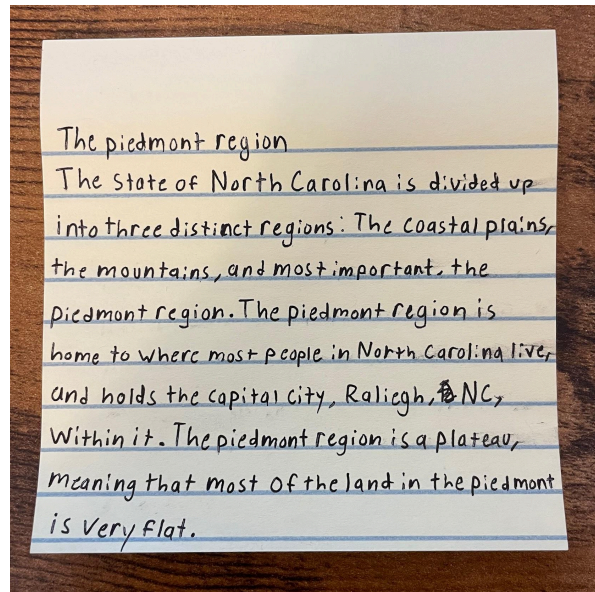 The piedmont region
The State of North Carolina is divided up
into three distinct regions: The coastal plains,
the mountains, and most important, the
piedmont region. The piedmont region is
home to where most people in North Carolina live,
and holds the capital city, Raliegh, NC,
Within it. The piedmont region is a plateau,
meaning that most of the land in the piedmont
is very flat.